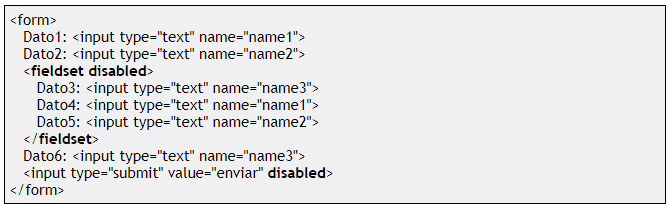 <form>
Dato1: <input type="text" name="name1">
Dato2: <input type="text" name="name2">
<fieldset disabled>
Dato3: <input type="text" name="name3">
Dato4: <input type="text" name="name1">
Dato5: <input type="text" name="name2">
</fieldset>
Dato6: <input type="text" name="name3">
<input type="submit" value="enviar" disabled>
</form>